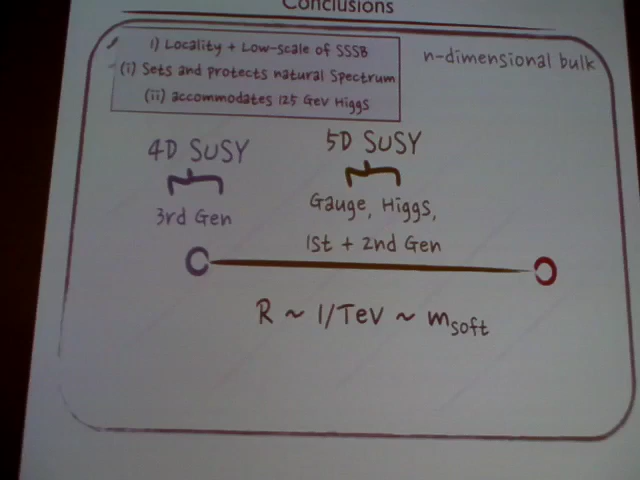 Conclusions
i) Locality + Low-scale of SSSB
(i) Sets and protects natural Spectrum
(ii) accommodates 125 GeV Higgs
n-dimensional bulk
4D SUSY
5D SUSY
3rd Gen
Gauge, Higgs,
1st + 2nd Gen
R ~ 1/TeV ~ msoft